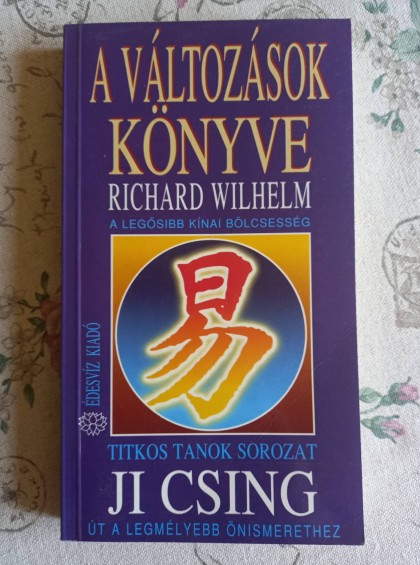 A VÁLTOZÁSOK
KÖNYVE
RICHARD WILHELM
A LEGŐSIBB KÍNAI BÖLCSESSÉG
易
ÉDESVÍZ KIADÓ
TITKOS TANOK SOROZAT
JI CSING
ÚT A LEGMÉLYEBB ÖNISMERETHEZ